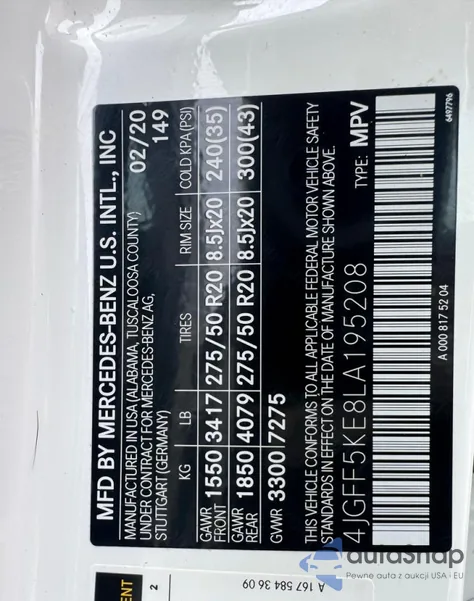 MFD BY MERCEDES-BENZ U.S. INTL., INC
MANUFACTURED IN USA (ALABAMA, TUSCALOOSA COUNTY) 02/20
UNDER CONTRACT FOR MERCEDES-BENZ AG, 149
STUTTGART (GERMANY)
KG LB TIRES RIM SIZE COLD KPA (PSI)
GAWR FRONT 1550 3417 275/50 R20 8.5Jx20 240(35)
GAWR REAR 1850 4079 275/50 R20 8.5Jx20 300(43)
GVWR 3300 7275
THIS VEHICLE CONFORMS TO ALL APPLICABLE FEDERAL MOTOR VEHICLE SAFETY
STANDARDS IN EFFECT ON THE DATE OF MANUFACTURE SHOWN ABOVE.
4JGFF5KE8LA195208 TYPE: MPV
A 000 817 52 04
6497796
ENT
2
A 167 584 36 09
autoshop
Pewne auta z aukcji USA i EU